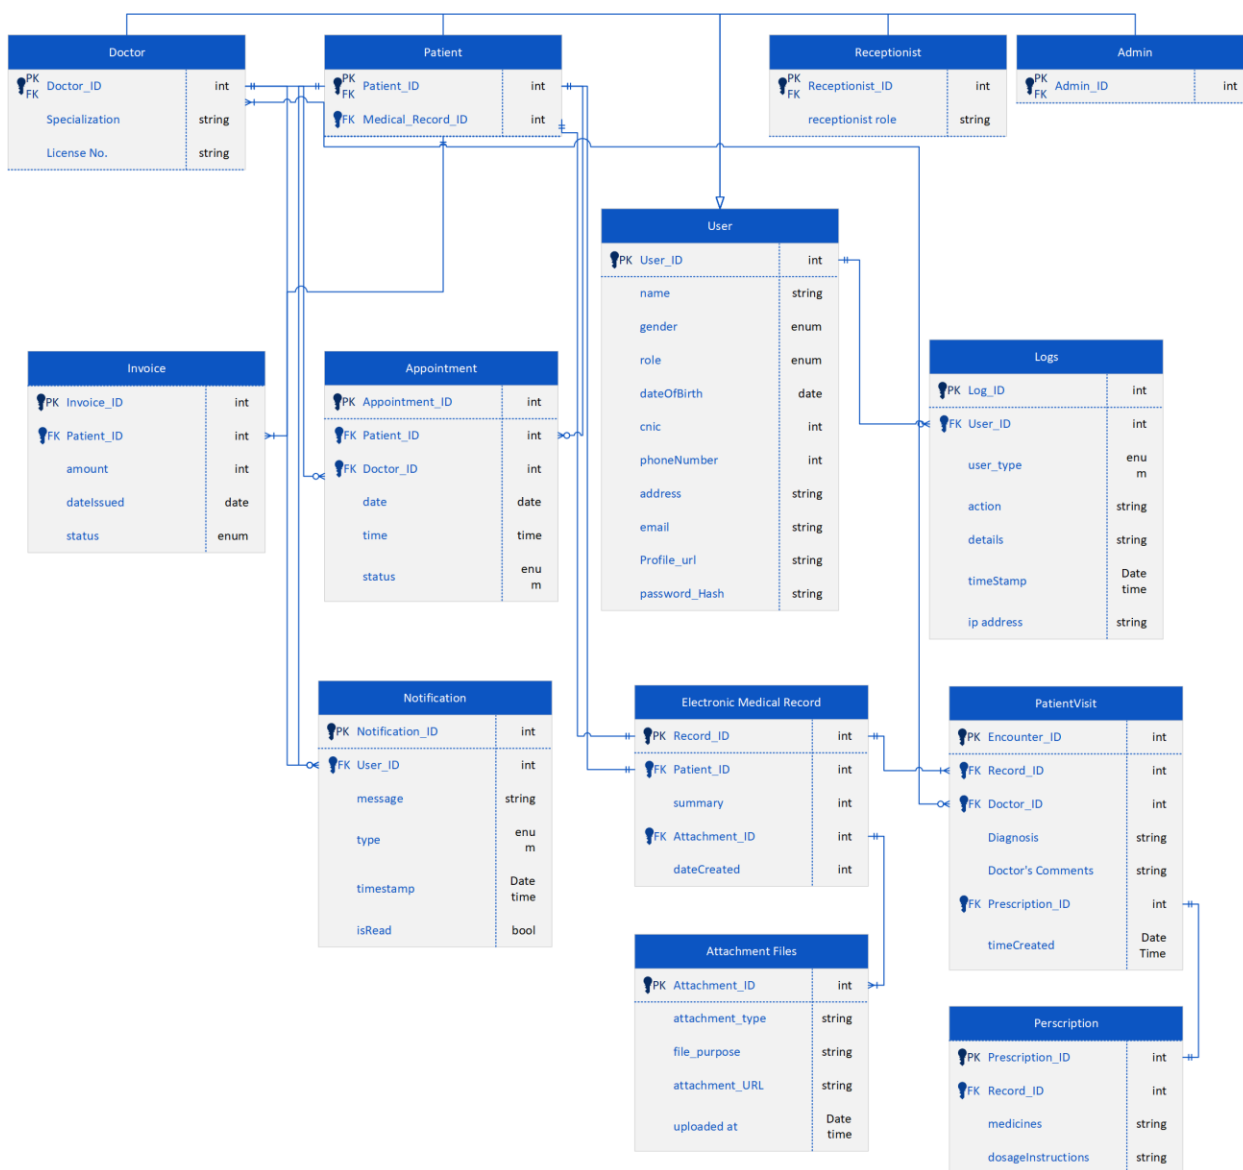 Doctor
PK
FK Doctor_ID int
Specialization string
License No. string
Patient
PK
FK Patient_ID int
FK Medical_Record_ID int
Receptionist
PK
FK Receptionist_ID int
receptionist role string
Admin
PK
FK Admin_ID int
User
PK User_ID int
name string
gender enum
role enum
dateOfBirth date
cnic int
phoneNumber int
address string
email string
Profile_url string
password_Hash string
Logs
PK Log_ID int
FK User_ID int
user_type enu
m
action string
details string
timeStamp Date
time
ip address string
Invoice
PK Invoice_ID int
FK Patient_ID int
amount int
dateIssued date
status enum
Appointment
PK Appointment_ID int
FK Patient_ID int
FK Doctor_ID int
date date
time time
status enu
m
Notification
PK Notification_ID int
FK User_ID int
message string
type enu
m
timestamp Date
time
isRead bool
Electronic Medical Record
PK Record_ID int
FK Patient_ID int
summary int
FK Attachment_ID int
dateCreated int
PatientVisit
PK Encounter_ID int
FK Record_ID int
FK Doctor_ID int
Diagnosis string
Doctor's Comments string
FK Prescription_ID int
timeCreated Date
Time
Attachment Files
PK Attachment_ID int
attachment_type string
file_purpose string
attachment_URL string
uploaded at Date
time
Perscription
PK Prescription_ID int
FK Record_ID int
medicines string
dosageInstructions string